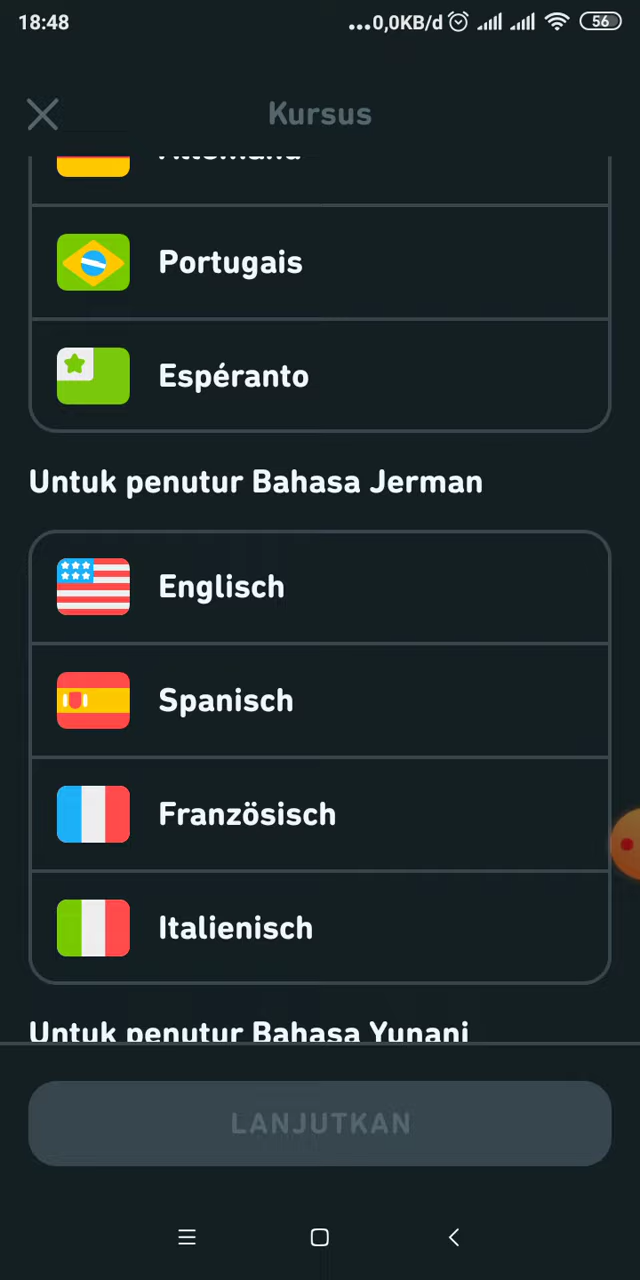 18:48
...0,0KB/d
56
Kursus
Portugais
Espéranto
Untuk penutur Bahasa Jerman
Englisch
Spanisch
Französisch
Italienisch
Untuk penutur Bahasa Yunani
LANJUTKAN